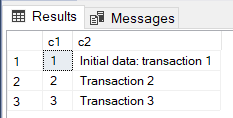 Results Messages
c1 c2
1 1 Initial data: transaction 1
2 2 Transaction 2
3 3 Transaction 3